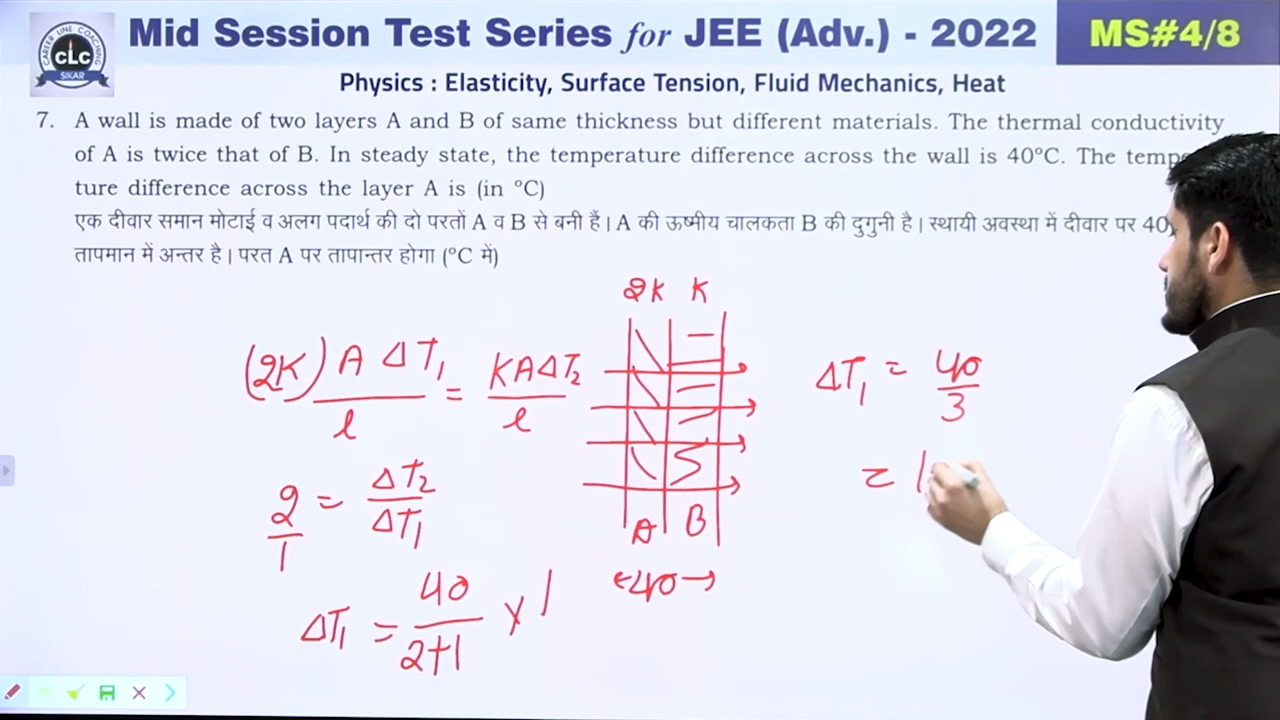 CAREER LINE COACHING
CLC
SIKAR
Mid Session Test Series for JEE (Adv.) - 2022
MS#4/8
Physics : Elasticity, Surface Tension, Fluid Mechanics, Heat
7. A wall is made of two layers A and B of same thickness but different materials. The thermal conductivity
of A is twice that of B. In steady state, the temperature difference across the wall is 40°C. The
ture difference across the layer A is (in °C)
एक दीवार समान मोटाई व अलग पदार्थ की दो परतों A व B से बनी हैं। A की ऊष्मीय चालकता B की दुगुनी है। स्थायी अवस्था में दीवार पर 40
तापमान में अन्तर है। परत A पर तापान्तर होगा (°C में)
2K K
(2K) A ΔT₁ / l = KAΔT₂ / l
ΔT₁ = 40/3
= 1
2/1 = ΔT₂/ΔT₁
A B
40
ΔT₁ = 40/(2+1) × 1